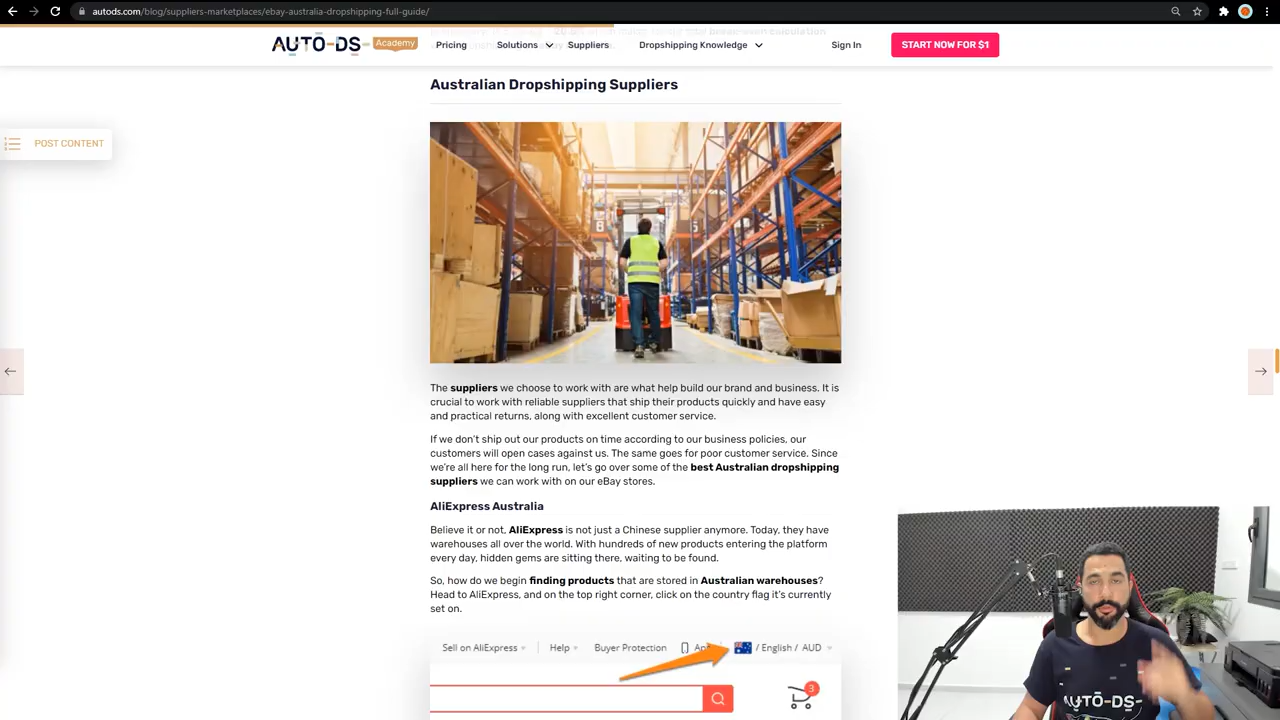 autods.com/blog/suppliers-marketplaces/ebay-australia-dropshipping-full-guide/
AUTO-DS Academy Pricing Solutions Suppliers Dropshipping Knowledge Sign In START NOW FOR $1
Australian Dropshipping Suppliers
POST CONTENT
The suppliers we choose to work with are what help build our brand and business. It is
crucial to work with reliable suppliers that ship their products quickly and have easy
and practical returns, along with excellent customer service.
If we don't ship out our products on time according to our business policies, our
customers will open cases against us. The same goes for poor customer service. Since
we're all here for the long run, let's go over some of the best Australian dropshipping
suppliers we can work with on our eBay stores.
AliExpress Australia
Believe it or not, AliExpress is not just a Chinese supplier anymore. Today, they have
warehouses all over the world. With hundreds of new products entering the platform
every day, hidden gems are sitting there, waiting to be found.
So, how do we begin finding products that are stored in Australian warehouses?
Head to AliExpress, and on the top right corner, click on the country flag it's currently
set on.
Sell on AliExpress Help Buyer Protection / English / AUD
3
AUTO-DS